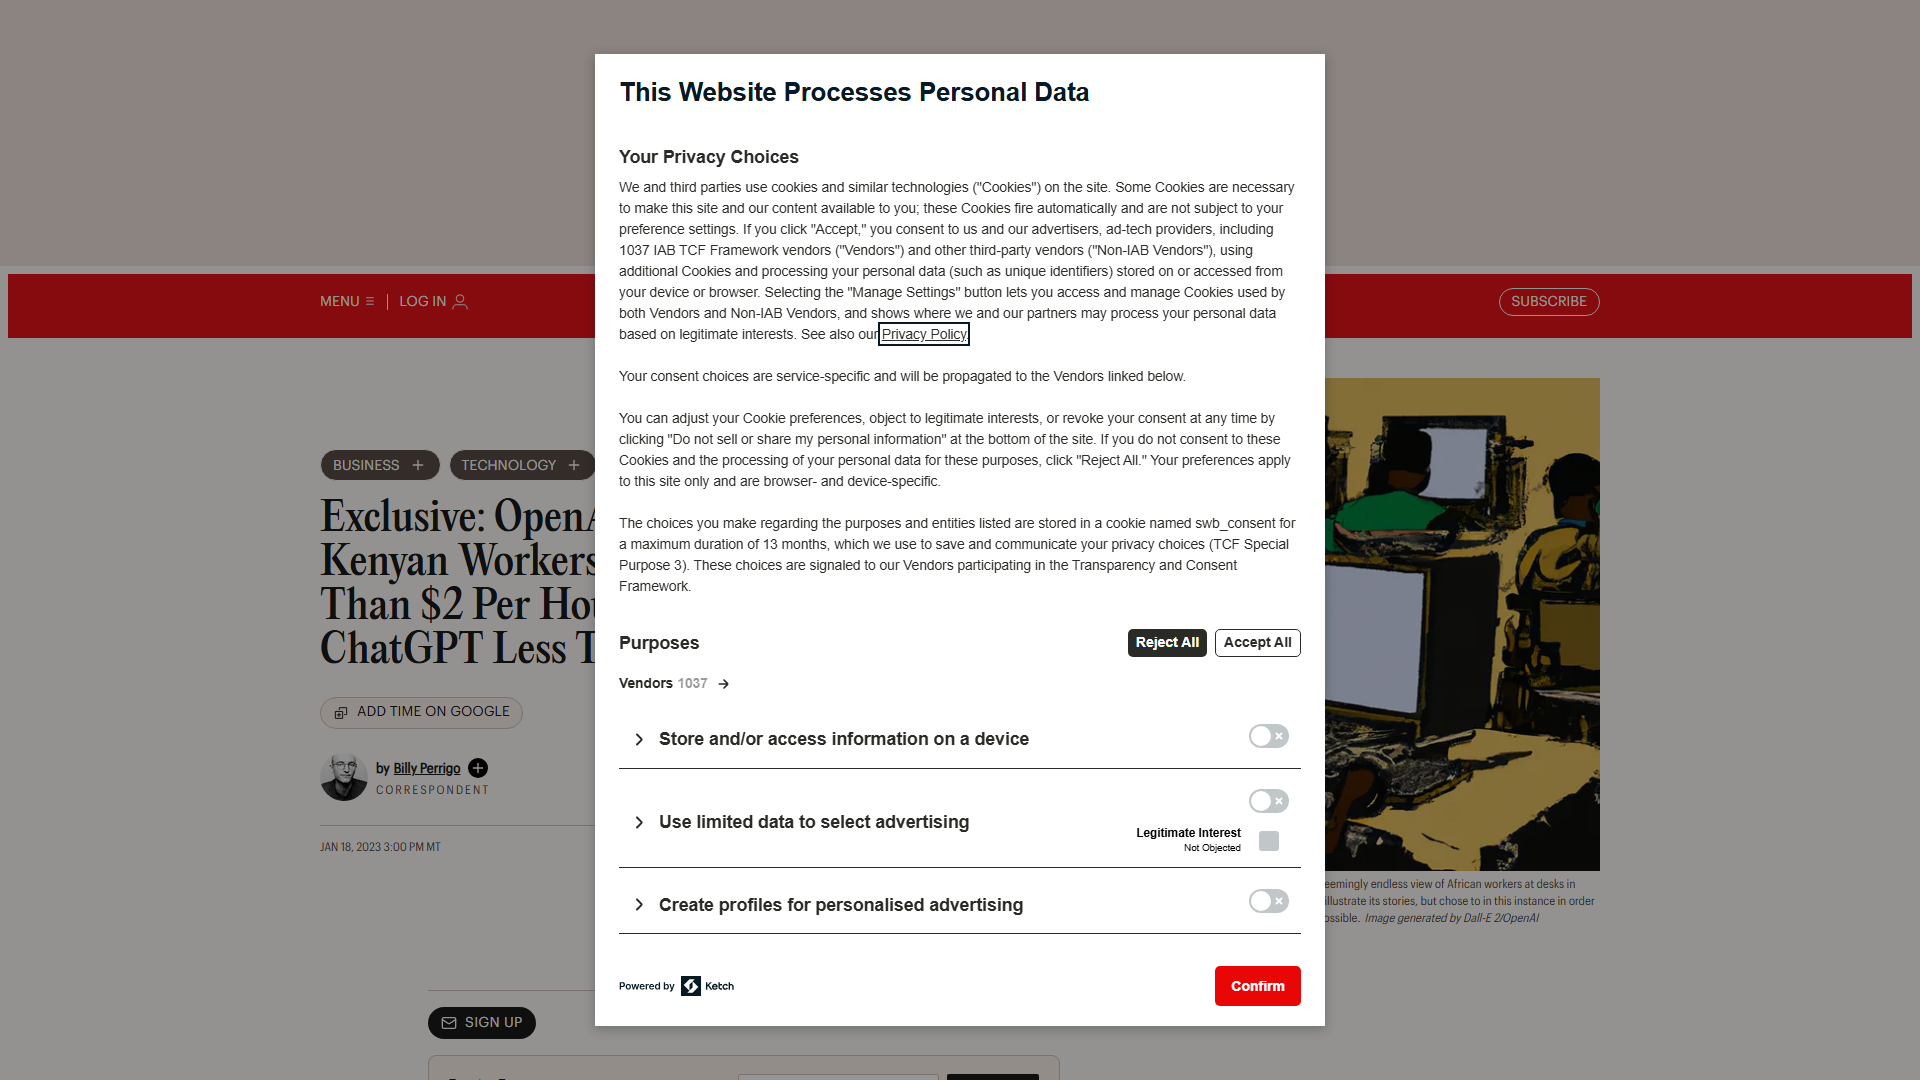 This Website Processes Personal Data
Your Privacy Choices
We and third parties use cookies and similar technologies ("Cookies") on the site. Some Cookies are necessary
to make this site and our content available to you; these Cookies fire automatically and are not subject to your
preference settings. If you click "Accept," you consent to us and our advertisers, ad-tech providers, including
1037 IAB TCF Framework vendors ("Vendors") and other third-party vendors ("Non-IAB Vendors"), using
additional Cookies and processing your personal data (such as unique identifiers) stored on or accessed from
your device or browser. Selecting the "Manage Settings" button lets you access and manage Cookies used by
both Vendors and Non-IAB Vendors, and shows where we and our partners may process your personal data
based on legitimate interests. See also our Privacy Policy.
Your consent choices are service-specific and will be propagated to the Vendors linked below.
You can adjust your Cookie preferences, object to legitimate interests, or revoke your consent at any time by
clicking "Do not sell or share my personal information" at the bottom of the site. If you do not consent to these
Cookies and the processing of your personal data for these purposes, click "Reject All." Your preferences apply
to this site only and are browser- and device-specific.
The choices you make regarding the purposes and entities listed are stored in a cookie named swb_consent for
a maximum duration of 13 months, which we use to save and communicate your privacy choices (TCF Special
Purpose 3). These choices are signaled to our Vendors participating in the Transparency and Consent
Framework.
Purposes
Reject All
Accept All
Vendors 1037
Store and/or access information on a device
Use limited data to select advertising
Legitimate Interest
Not Objected
Create profiles for personalised advertising
Powered by Ketch
Confirm
MENU
LOG IN
SUBSCRIBE
BUSINESS
TECHNOLOGY
Exclusive: Open
Kenyan Workers
Than $2 Per
ChatGPT Less
ADD TIME ON GOOGLE
by Billy Perrigo
CORRESPONDENT
JAN 18, 2023 3:00 PM MT
SIGN UP
endless view of African workers at desks in
its stories, but chose to in this instance in order
Image generated by Dall-E 2/OpenAI